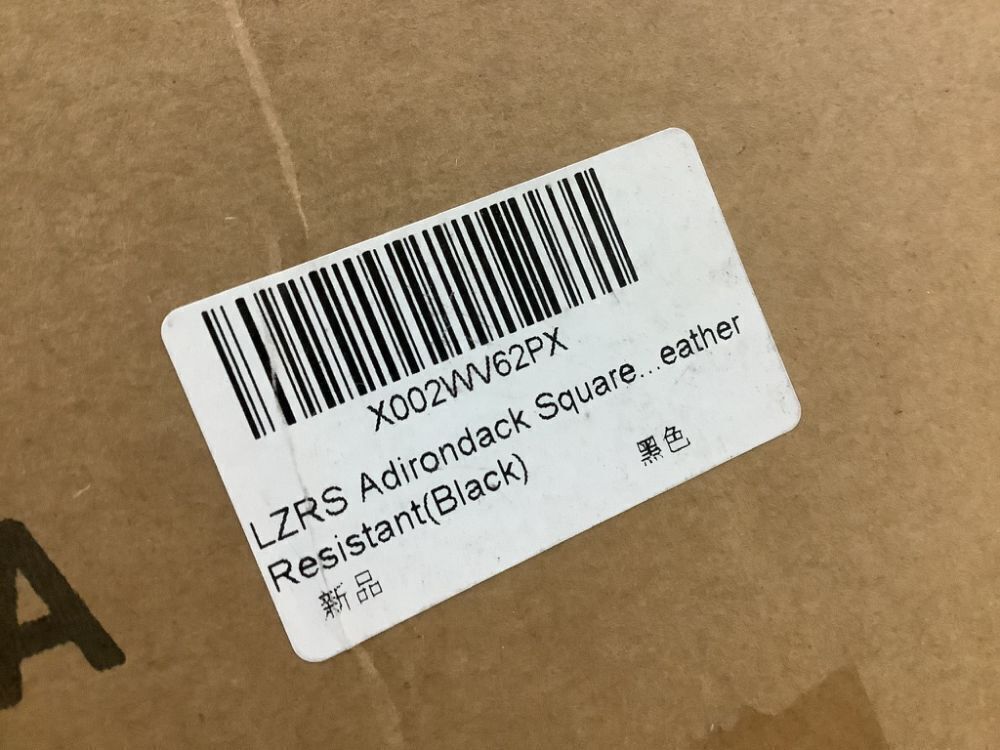 X002WV62PX
LZRS Adirondack Square...eather
Resistant(Black)
黑色
新品
A